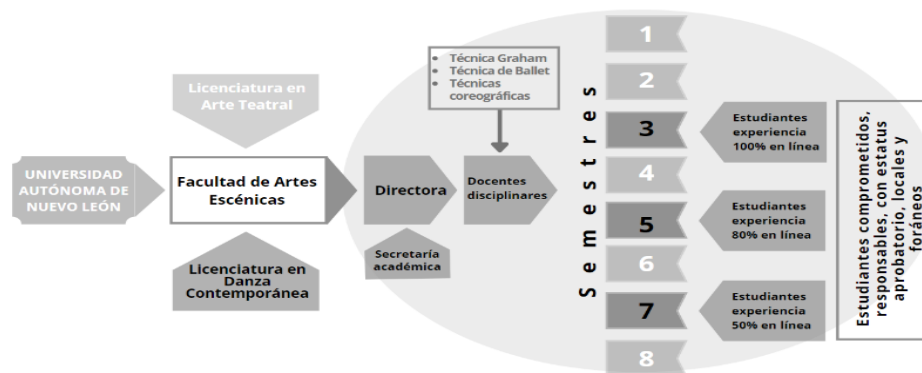 UNIVERSIDAD
AUTÓNOMA DE
NUEVO LEÓN
Licenciatura en
Arte Teatral
Facultad de Artes
Escénicas
Licenciatura en
Danza
Contemporánea
Directora
Secretaría
académica
Técnica Graham
Técnica de Ballet
Técnicas
coreográficas
Docentes
disciplinares
Semestres
1
2
3
4
5
6
7
8
Estudiantes
experiencia
100% en línea
Estudiantes
experiencia
80% en línea
Estudiantes
experiencia
50% en línea
Estudiantes comprometidos,
responsables, con estatus
aprobatorio, locales y
foráneos